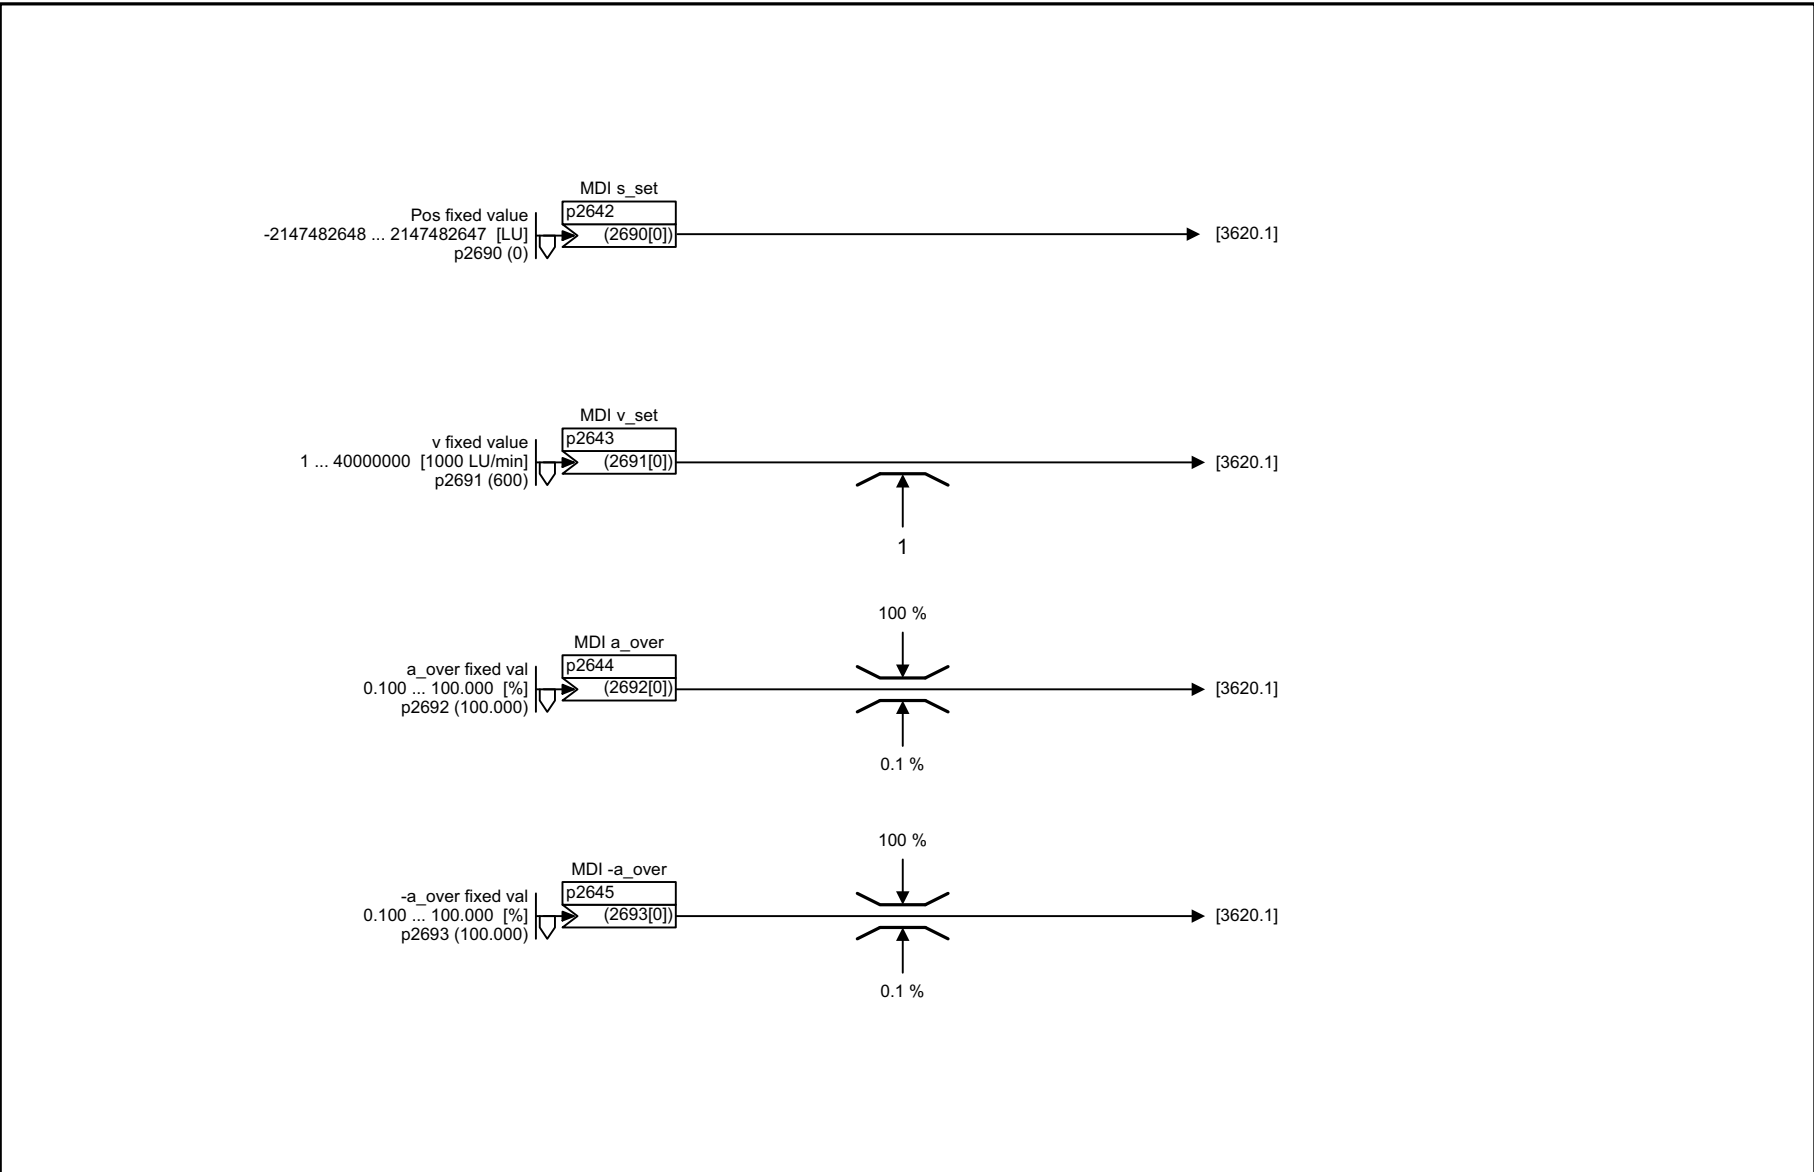 MDI s_set
Pos fixed value
p2642
-2147482648 ... 2147482647 [LU]
(2690[0])
[3620.1]
p2690 (0)
MDI v_set
v fixed value
p2643
1 ... 40000000 [1000 LU/min]
(2691[0])
[3620.1]
p2691 (600)
1
100 %
MDI a_over
a_over fixed val
p2644
0.100 ... 100.000 [%]
(2692[0])
[3620.1]
p2692 (100.000)
0.1 %
100 %
MDI -a_over
-a_over fixed val
p2645
0.100 ... 100.000 [%]
(2693[0])
[3620.1]
p2693 (100.000)
0.1 %